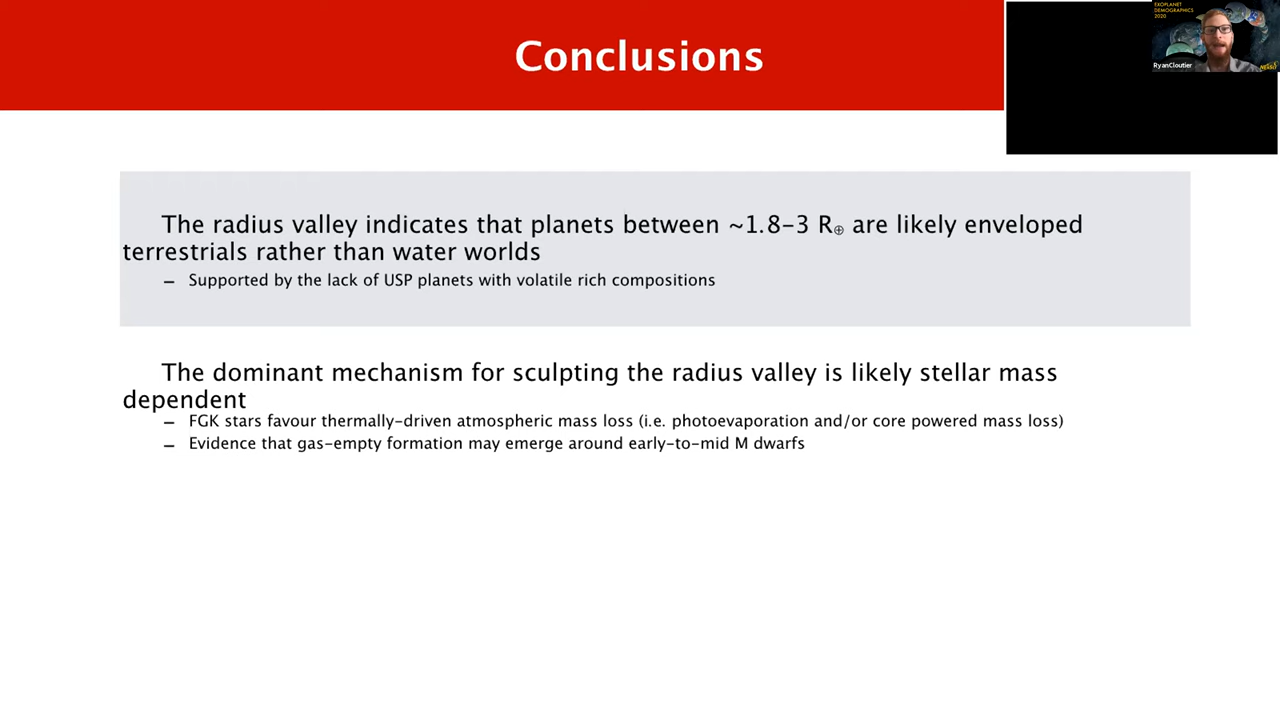 Conclusions
EXOPLANET
DEMOGRAPHICS
2020
RyanCloutier
The radius valley indicates that planets between ~1.8–3 R⊕ are likely enveloped
terrestrials rather than water worlds
– Supported by the lack of USP planets with volatile rich compositions
The dominant mechanism for sculpting the radius valley is likely stellar mass
dependent
– FGK stars favour thermally-driven atmospheric mass loss (i.e. photoevaporation and/or core powered mass loss)
– Evidence that gas-empty formation may emerge around early-to-mid M dwarfs